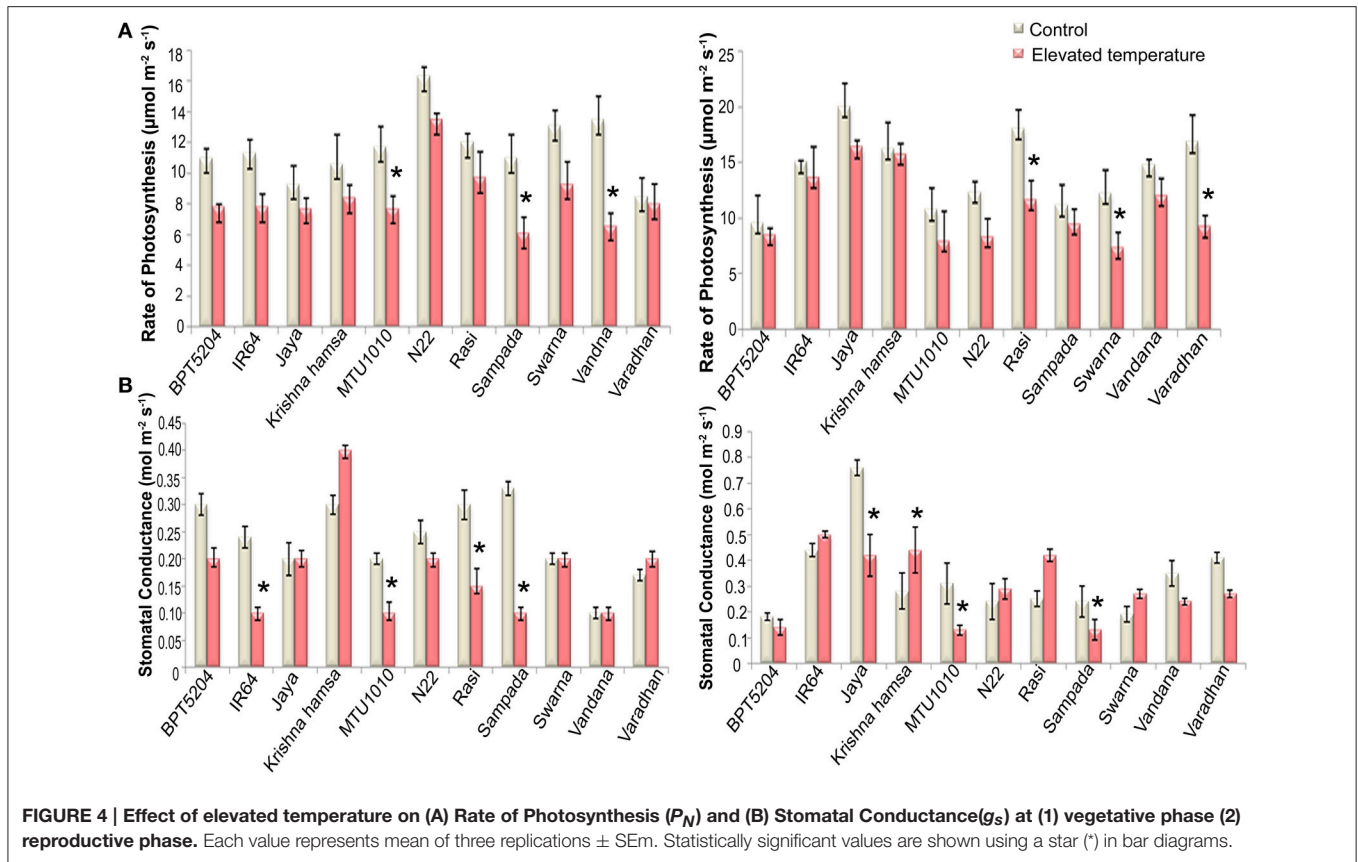 A
Control
Elevated temperature
Rate of Photosynthesis (µmol m⁻² s⁻¹)
18
16
14
12
10
8
6
4
2
0
*
*
*
BPT5204
IR64
Jaya
Krishna hamsa
MTU1010
N22
Rasi
Sampada
Swarna
Vandna
Varadhan
Rate of Photosynthesis (µmol m⁻² s⁻¹)
25
20
15
10
5
0
*
*
*
BPT5204
IR64
Jaya
Krishna hamsa
MTU1010
N22
Rasi
Sampada
Swarna
Vandana
Varadhan
B
Stomatal Conductance (mol m⁻² s⁻¹)
0.45
0.40
0.35
0.30
0.25
0.20
0.15
0.10
0.05
0
*
*
*
*
BPT5204
IR64
Jaya
Krishna hamsa
MTU1010
N22
Rasi
Sampada
Swarna
Vandana
Varadhan
Stomatal Conductance (mol m⁻² s⁻¹)
0.9
0.8
0.7
0.6
0.5
0.4
0.3
0.2
0.1
0
*
*
*
*
BPT5204
IR64
Jaya
Krishna hamsa
MTU1010
N22
Rasi
Sampada
Swarna
Vandana
Varadhan
FIGURE 4 | Effect of elevated temperature on (A) Rate of Photosynthesis (P_N) and (B) Stomatal Conductance(g_s) at (1) vegetative phase (2)
reproductive phase. Each value represents mean of three replications ± SEm. Statistically significant values are shown using a star (*) in bar diagrams.